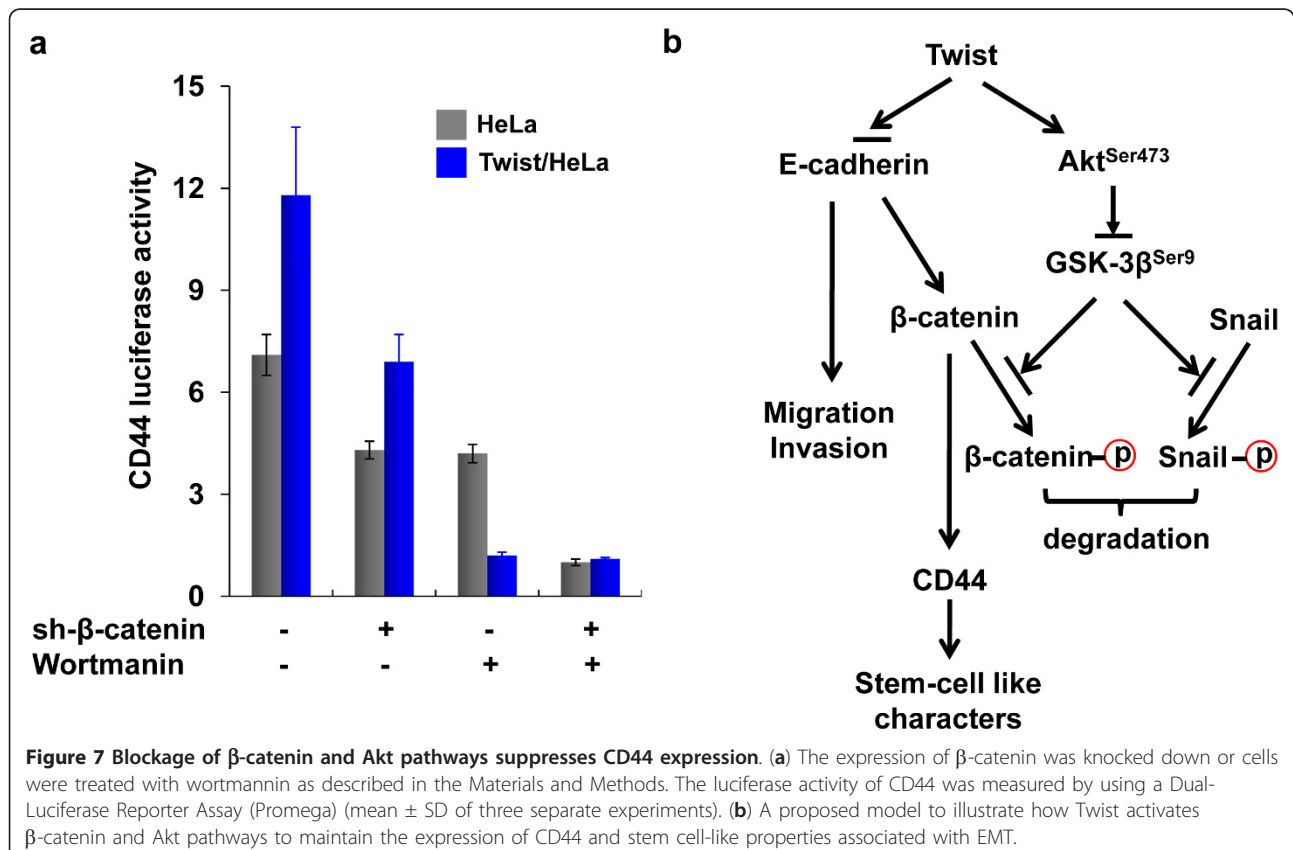 a
CD44 luciferase activity
15
12
9
6
3
0
HeLa
Twist/HeLa
sh-β-catenin - + - +
Wortmanin - - + +
b
Twist
E-cadherin
Akt^Ser473
GSK-3β^Ser9
β-catenin
Snail
Migration
Invasion
β-catenin-p
Snail-p
degradation
CD44
Stem-cell like
characters
Figure 7 Blockage of β-catenin and Akt pathways suppresses CD44 expression. (a) The expression of β-catenin was knocked down or cells
were treated with wortmannin as described in the Materials and Methods. The luciferase activity of CD44 was measured by using a Dual-
Luciferase Reporter Assay (Promega) (mean ± SD of three separate experiments). (b) A proposed model to illustrate how Twist activates
β-catenin and Akt pathways to maintain the expression of CD44 and stem cell-like properties associated with EMT.